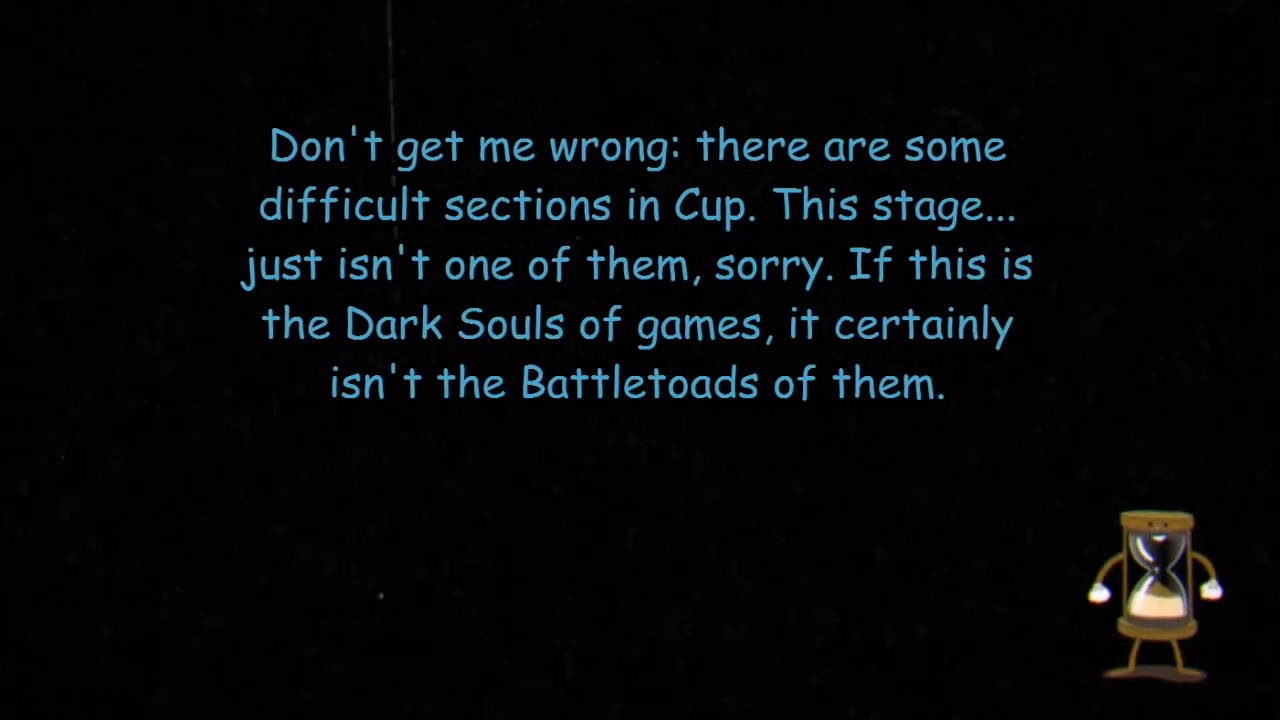 Don't get me wrong: there are some
difficult sections in Cup. This stage...
just isn't one of them, sorry. If this is
the Dark Souls of games, it certainly
isn't the Battletoads of them.